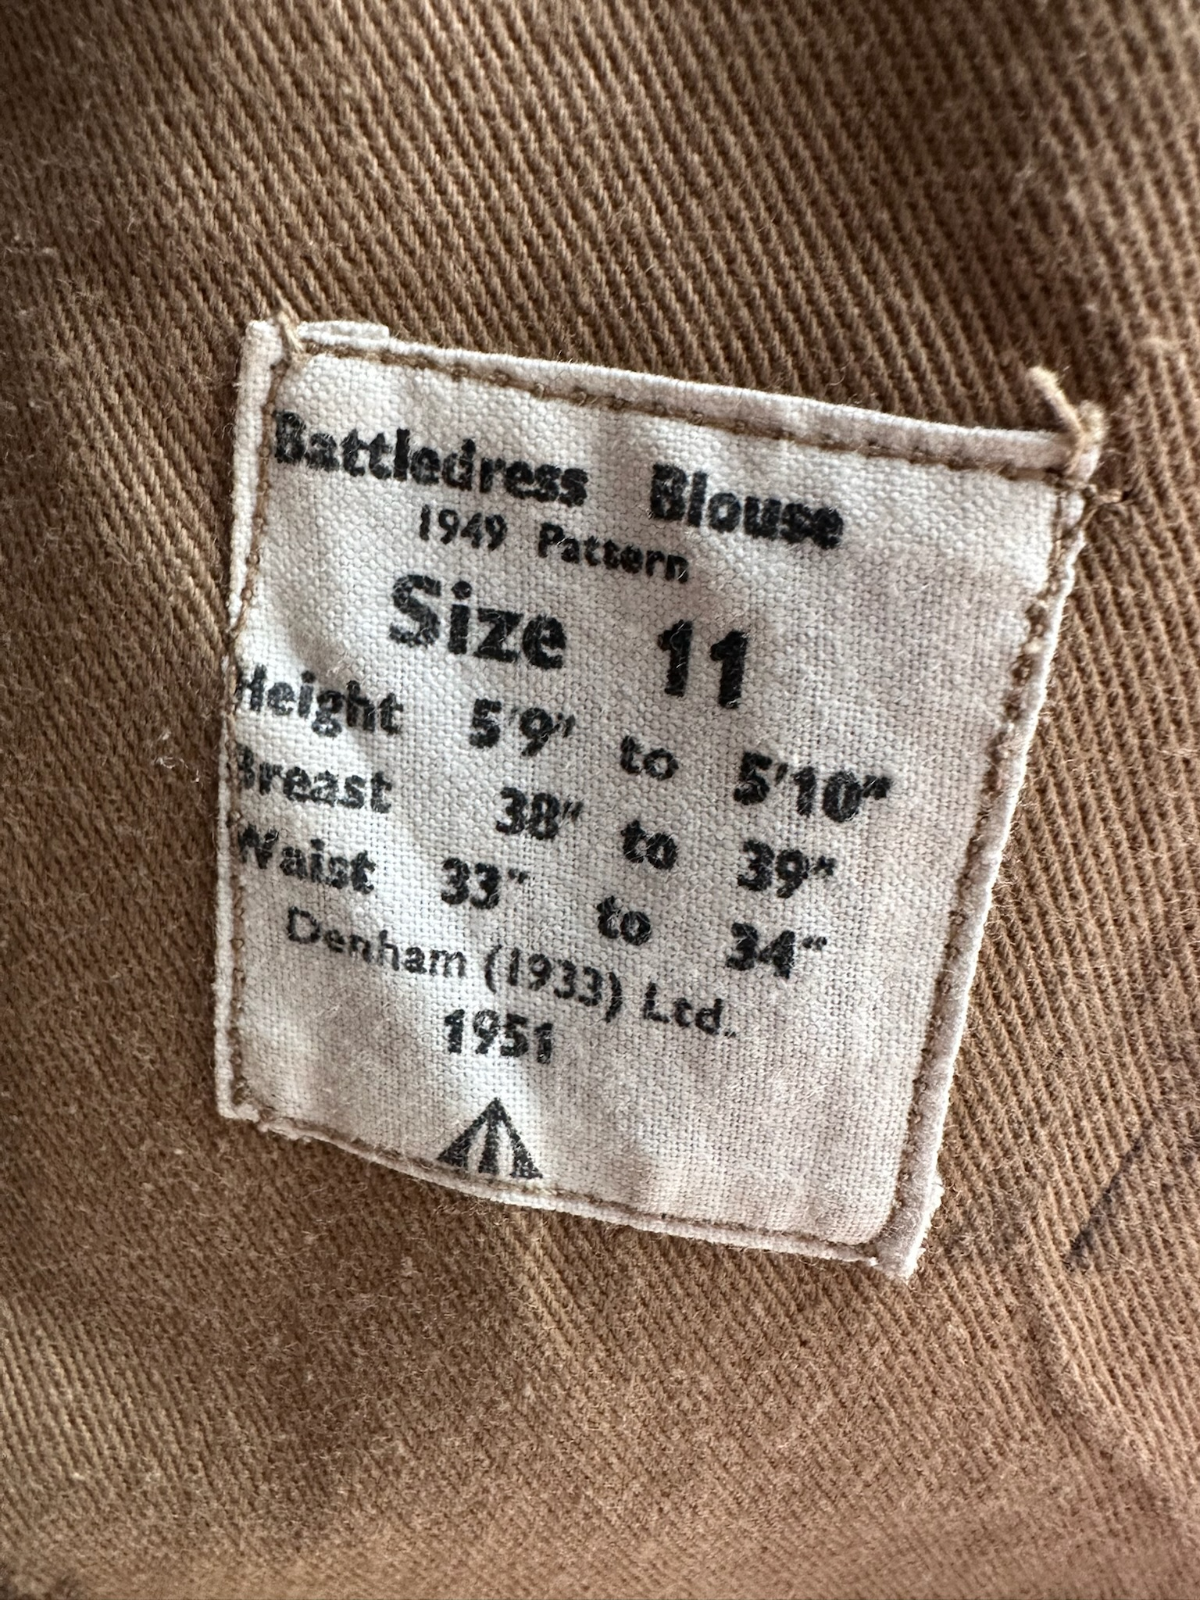 Battledress Blouse
1949 Pattern
Size 11
Height 5'9" to 5'10"
Breast 38" to 39"
Waist 33" to 34"
Denham (1933) Ltd.
1951